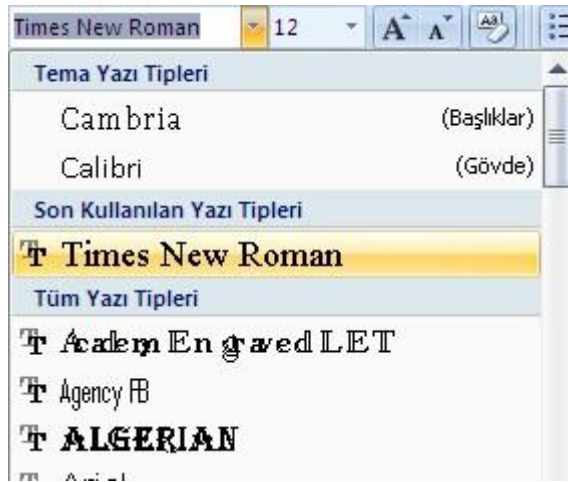 Times New Roman 12 A A Aa
Tema Yazı Tipleri
Cambria (Başlıklar)
Calibri (Gövde)
Son Kullanılan Yazı Tipleri
Times New Roman
Tüm Yazı Tipleri
Academy Engraved LET
Agency FB
ALGERIAN